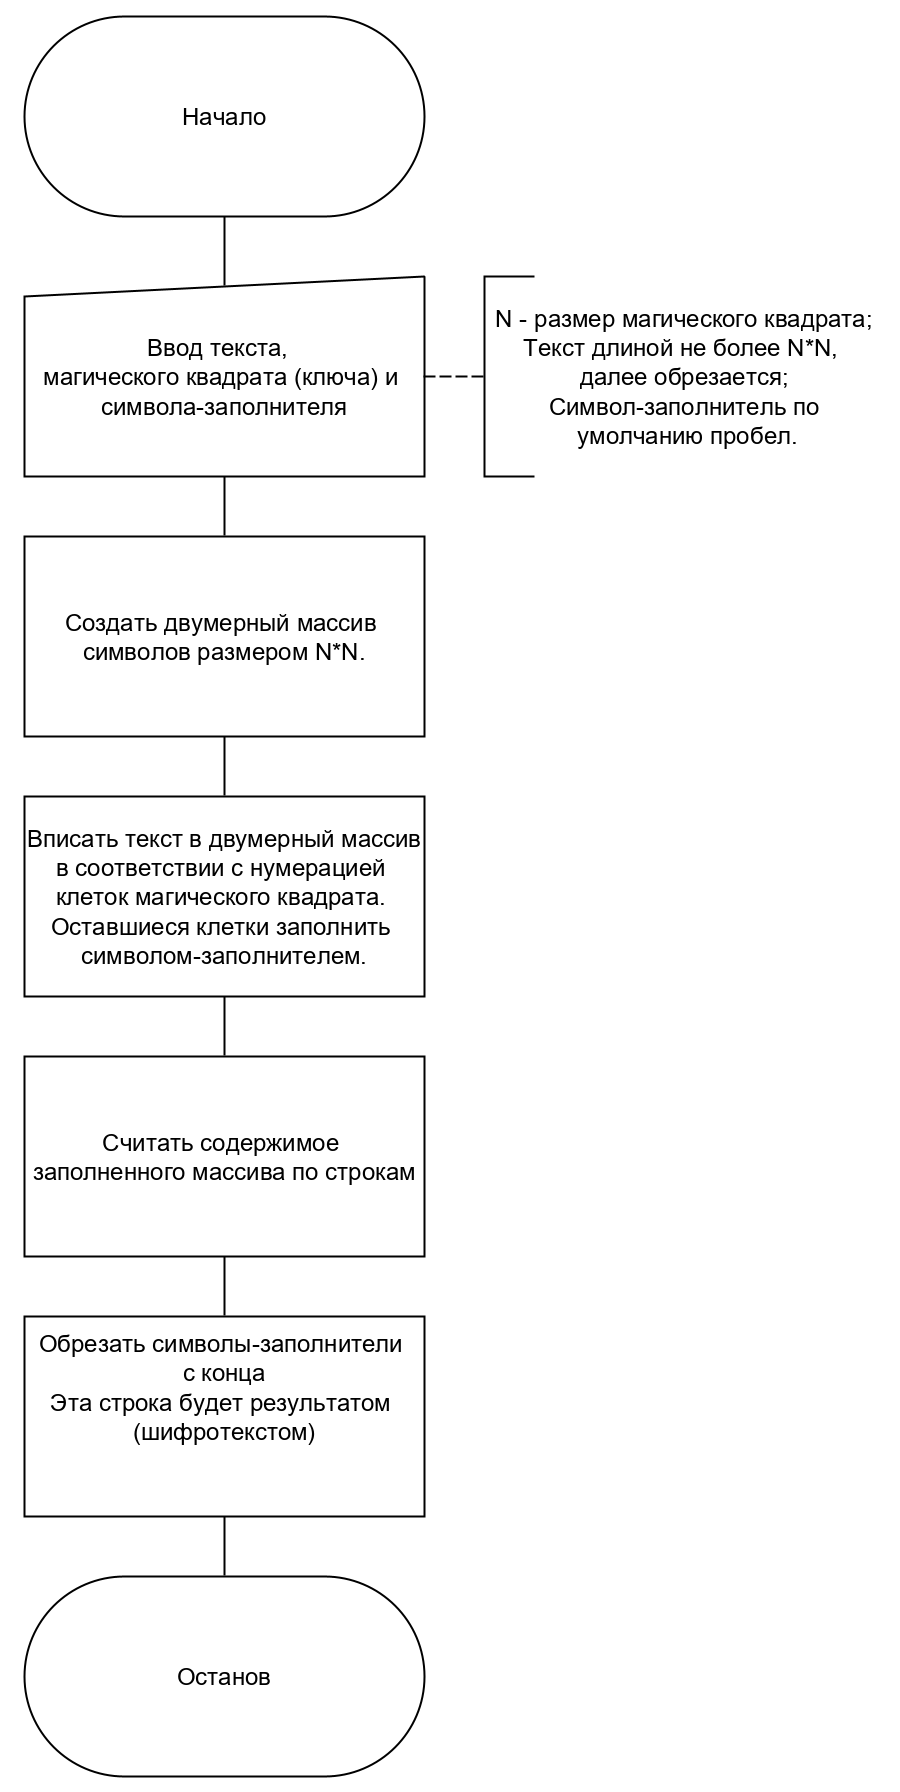 Начало
Ввод текста,
магического квадрата (ключа) и
символа-заполнителя
N - размер магического квадрата;
Текст длиной не более N*N,
далее обрезается;
Символ-заполнитель по
умолчанию пробел.
Создать двумерный массив
символов размером N*N.
Вписать текст в двумерный массив
в соответствии с нумерацией
клеток магического квадрата.
Оставшиеся клетки заполнить
символом-заполнителем.
Считать содержимое
заполненного массива по строкам
Обрезать символы-заполнители
с конца
Эта строка будет результатом
(шифротекстом)
Останов